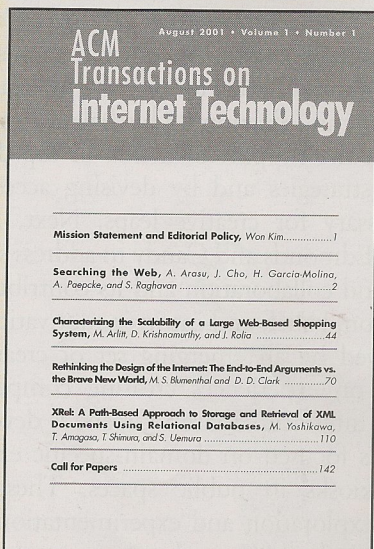 August 2001 • Volume 1 • Number 1
ACM
Transactions on
Internet Technology
Mission Statement and Editorial Policy, Won Kim.................1
Searching the Web, A. Arasu, J. Cho, H. Garcia-Molina,
A. Paepcke, and S. Raghavan ......................................2
Characterizing the Scalability of a Large Web-Based Shopping
System, M. Arlitt, D. Krishnamurthy, and J. Rolia ...................44
Rethinking the Design of the Internet: The End-to-End Arguments vs.
the Brave New World, M. S. Blumenthal and D. D. Clark ...........70
XRel: A Path-Based Approach to Storage and Retrieval of XML
Documents Using Relational Databases, M. Yoshikawa,
T. Amagasa, T. Shimura, and S. Uemura .............................110
Call for Papers .................................................142